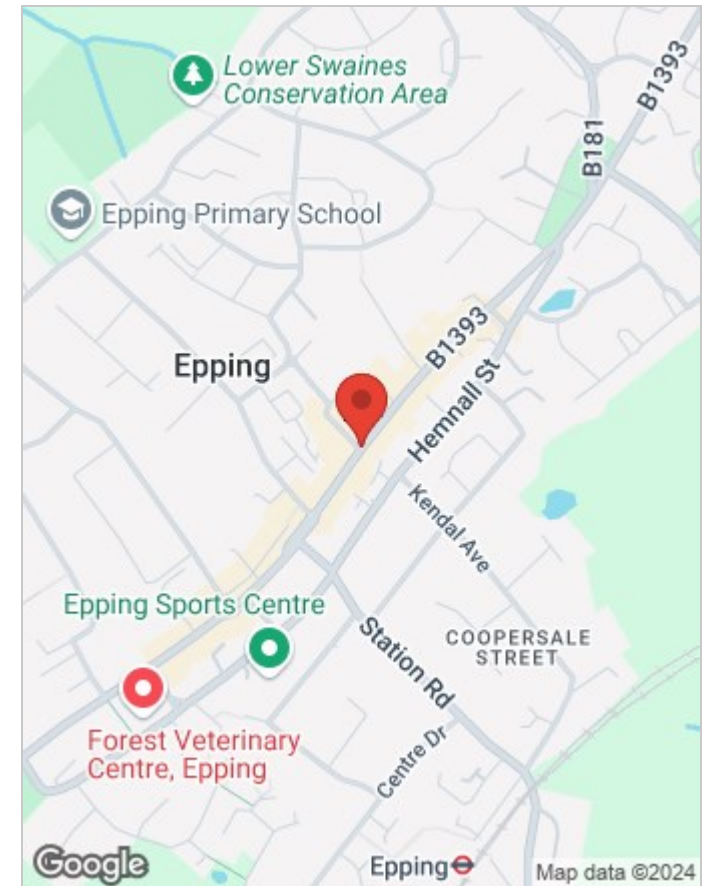 Lower Swaines
Conservation Area
B1393
B181
Epping Primary School
B1393
Epping
Hemnall St
Kendal Ave
Epping Sports Centre
Station Rd
COOPERSALE
STREET
Forest Veterinary
Centre, Epping
Centre Dr
Google
Epping
Map data ©2024